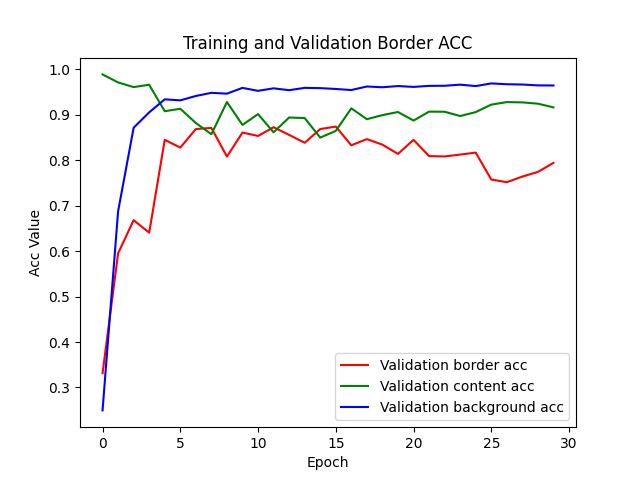 Training and Validation Border ACC
1.0
0.9
0.8
0.7
0.6
0.5
0.4
0.3
Acc Value
Validation border acc
Validation content acc
Validation background acc
0 5 10 15 20 25 30
Epoch